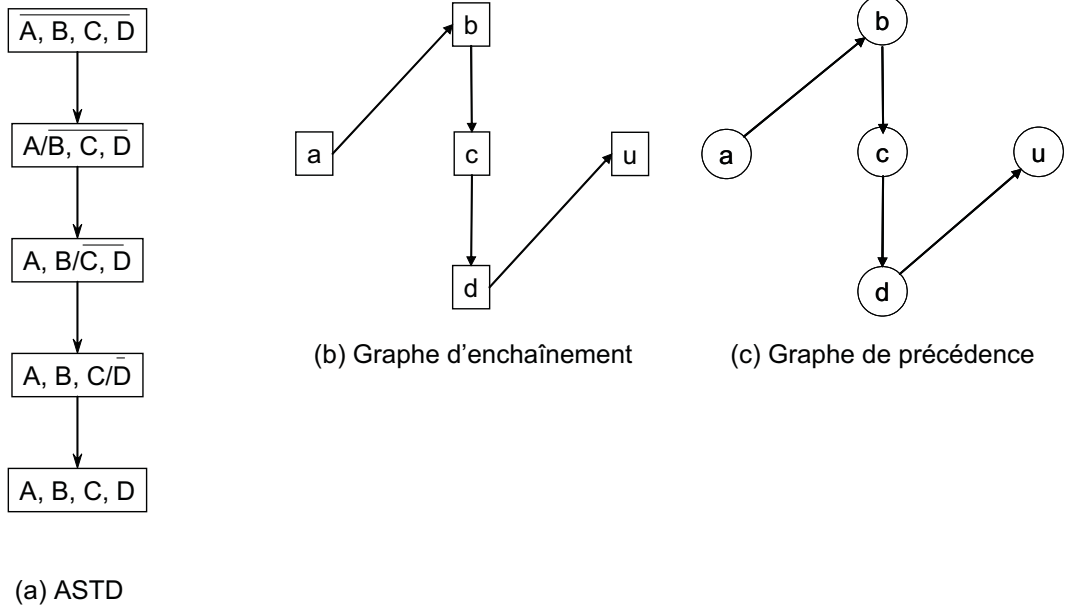 A, B, C, D
A/B, C, D
A, B/C, D
A, B, C/D
A, B, C, D
(a) ASTD
a
b
c
d
u
(b) Graphe d'enchaînement
a
b
c
d
u
(c) Graphe de précédence